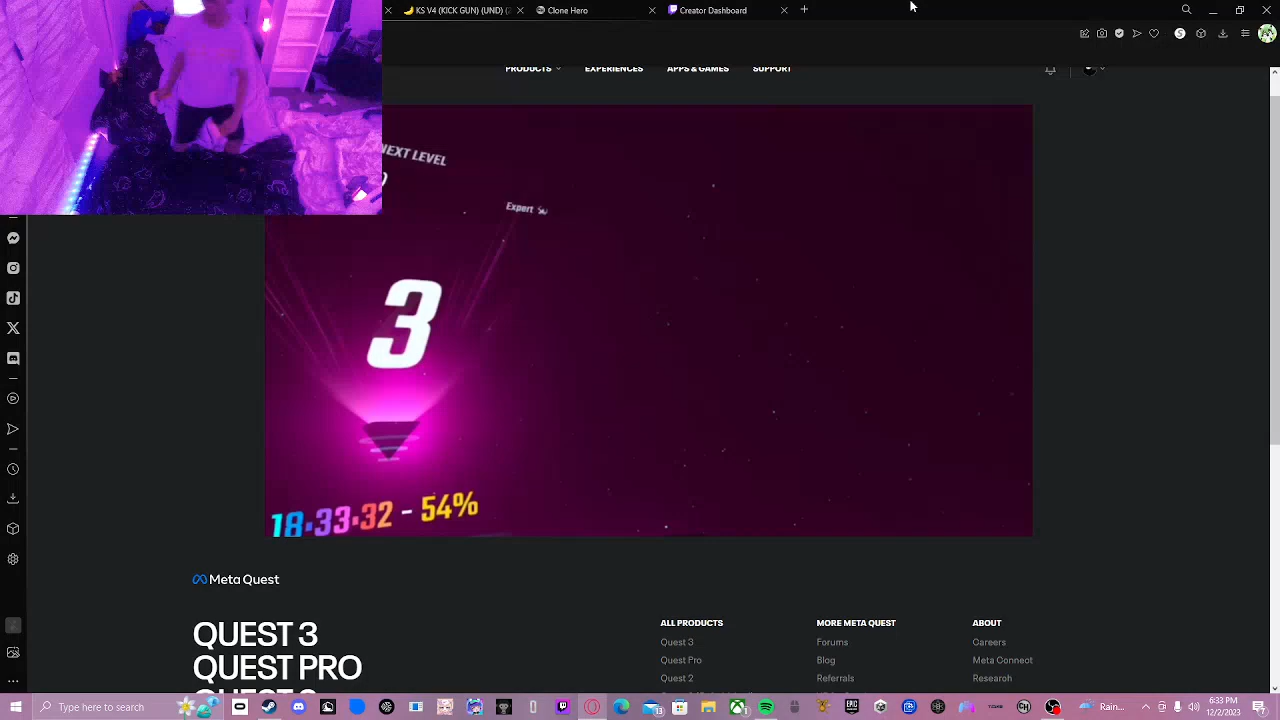 KS V4 (KICK GUN) (UND) (
Clone Hero
Creator Dashboard
PRODUCTS
EXPERIENCES
APPS & GAMES
SUPPORT
NEXT LEVEL
Expert
3
18:33:32 - 54%
Meta Quest
QUEST 3
QUEST PRO
ALL PRODUCTS
Quest 3
Quest Pro
Quest 2
MORE META QUEST
Forums
Blog
Referrals
ABOUT
Careers
Meta Connect
Research
Type here to search
6:33 PM
12/2/2023